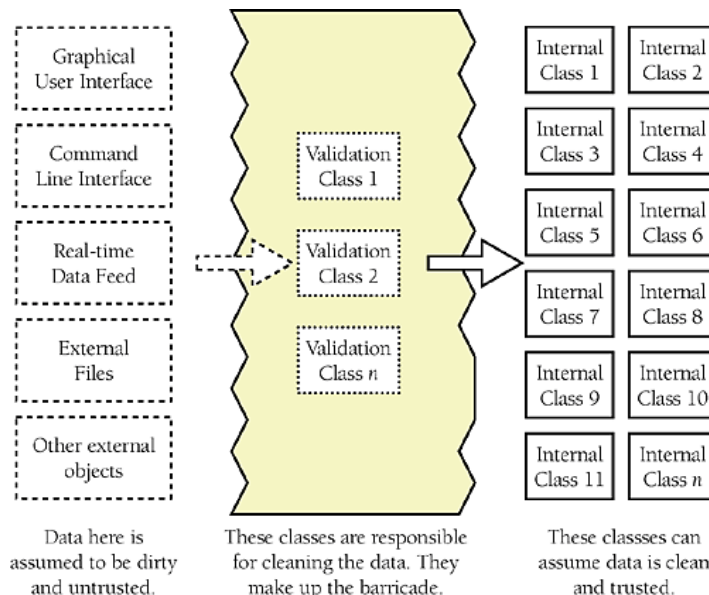 Graphical
User Interface
Command
Line Interface
Real-time
Data Feed
External
Files
Other external
objects
Data here is
assumed to be dirty
and untrusted.
Validation
Class 1
Validation
Class 2
Validation
Class n
These classes are responsible
for cleaning the data. They
make up the barricade.
Internal
Class 1
Internal
Class 2
Internal
Class 3
Internal
Class 4
Internal
Class 5
Internal
Class 6
Internal
Class 7
Internal
Class 8
Internal
Class 9
Internal
Class 10
Internal
Class 11
Internal
Class n
These classses can
assume data is clean
and trusted.